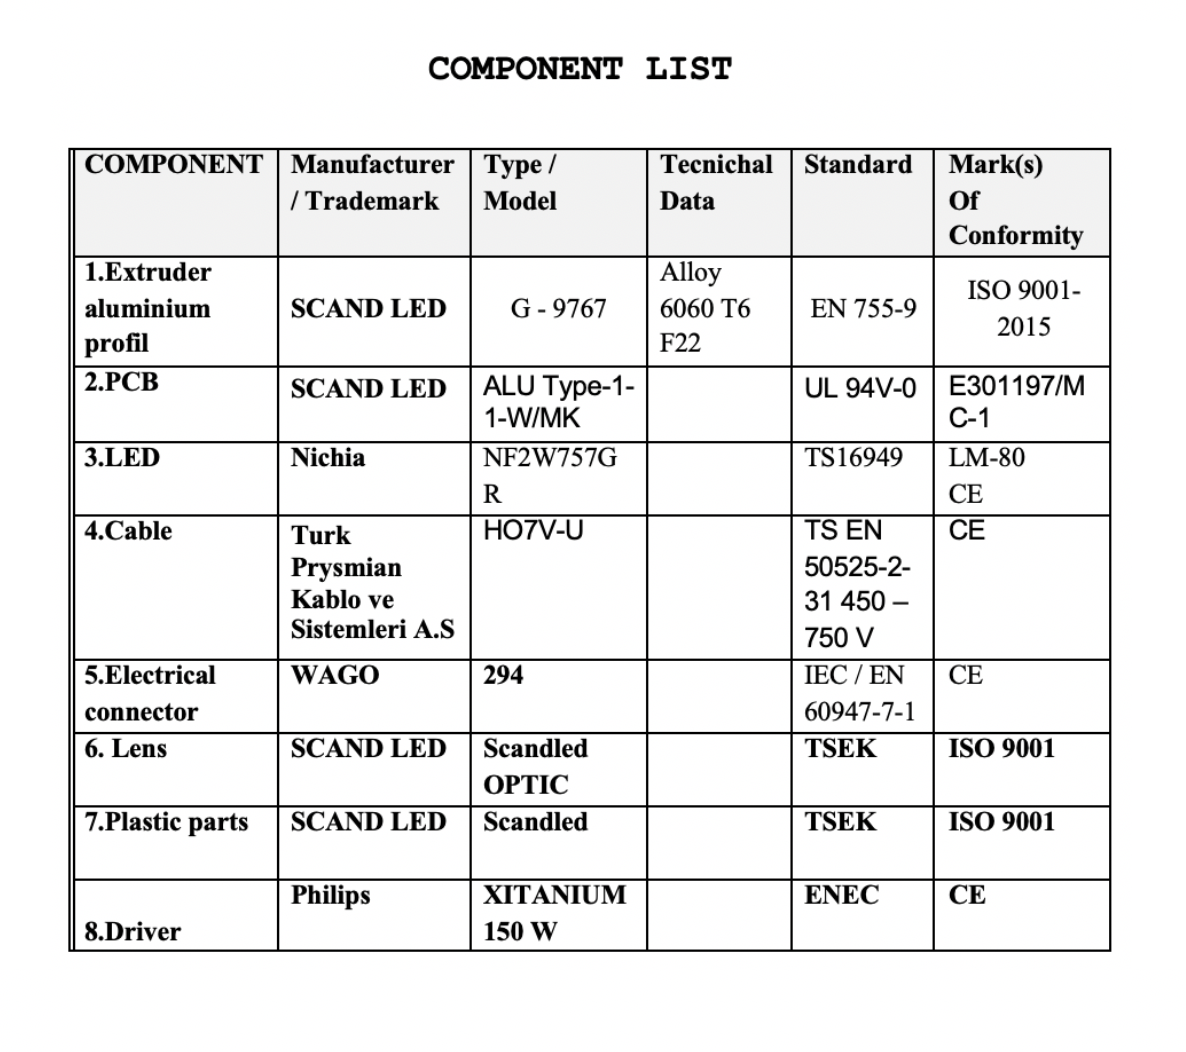 COMPONENT LIST
COMPONENT
Manufacturer
/ Trademark
Type /
Model
Tecnichal
Data
Standard
Mark(s)
Of
Conformity
1.Extruder
aluminium
profil
SCAND LED
G - 9767
Alloy
6060 T6
F22
EN 755-9
ISO 9001-
2015
2.PCB
SCAND LED
ALU Type-1-
1-W/MK
UL 94V-0
E301197/M
C-1
3.LED
Nichia
NF2W757G
R
TS16949
LM-80
CE
4.Cable
Turk
Prysmian
Kablo ve
Sistemleri A.S
HO7V-U
TS EN
50525-2-
31 450 –
750 V
CE
5.Electrical
connector
WAGO
294
IEC / EN
60947-7-1
CE
6. Lens
SCAND LED
Scandled
OPTIC
TSEK
ISO 9001
7.Plastic parts
SCAND LED
Scandled
TSEK
ISO 9001
8.Driver
Philips
XITANIUM
150 W
ENEC
CE